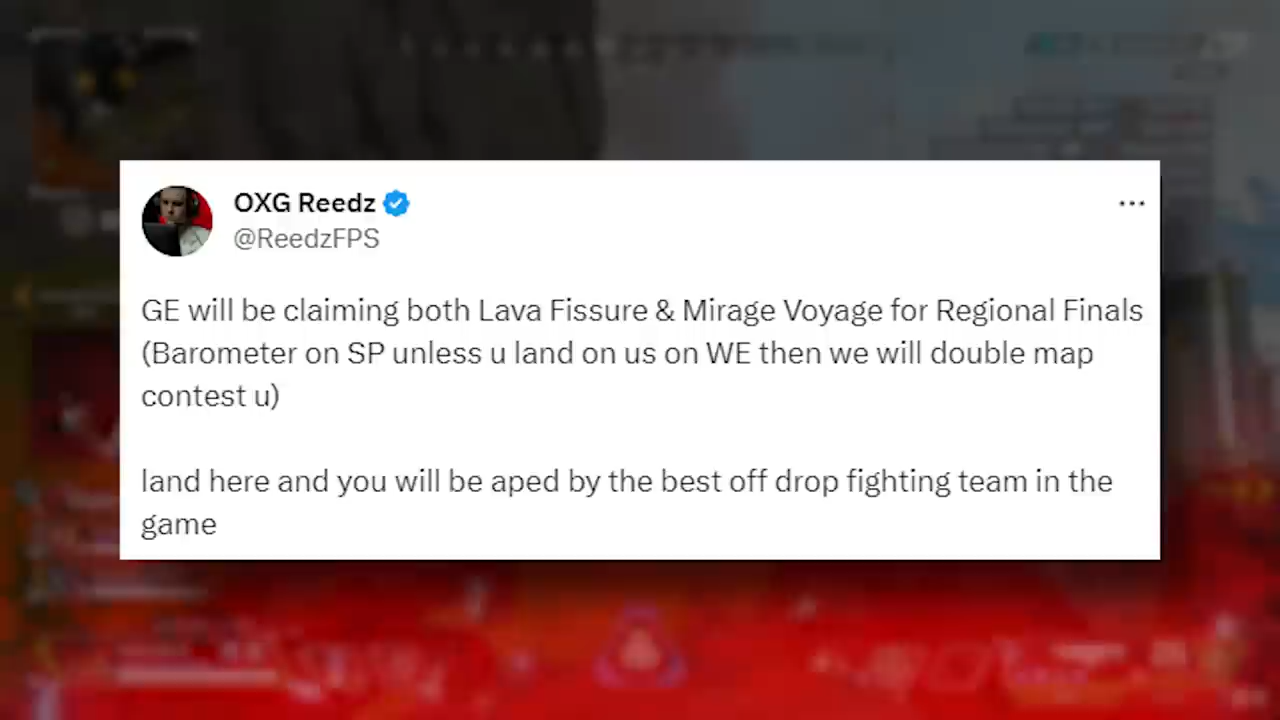 OXG Reedz
@ReedzFPS
GE will be claiming both Lava Fissure & Mirage Voyage for Regional Finals
(Barometer on SP unless u land on us on WE then we will double map
contest u)
land here and you will be aped by the best off drop fighting team in the
game